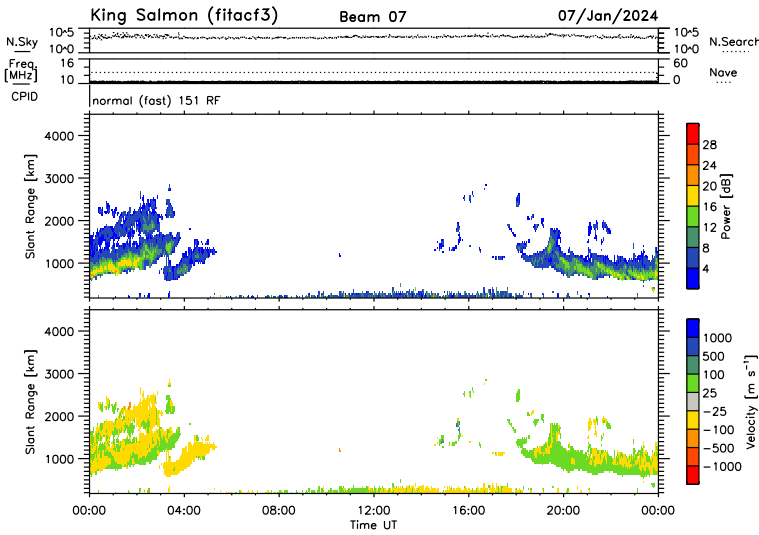 King Salmon (fitacf3) Beam 07 07/Jan/2024
N.Sky 10^5 10^0 10^5 10^0 N.Search
Freq. [MHz] 16 10 60 0 Nave
CPID normal (fast) 151 RF
Slant Range [km] 4000 3000 2000 1000
28 24 20 16 12 8 4 Power [dB]
Slant Range [km] 4000 3000 2000 1000
1000 500 100 25 -25 -100 -500 -1000 Velocity [m s^-1]
00:00 04:00 08:00 12:00 16:00 20:00 00:00
Time UT